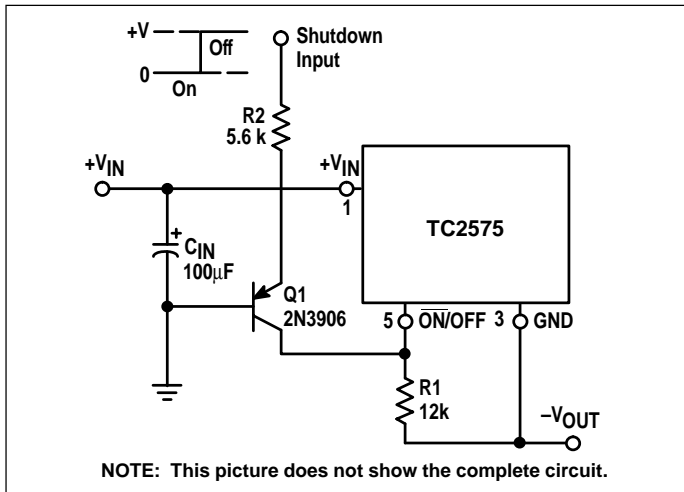 +V
Off
0
On
Shutdown
Input
R2
5.6 k
+VIN
+VIN
1
TC2575
CIN
100µF
+
Q1
2N3906
5
ON/OFF
3
GND
R1
12k
–VOUT
NOTE: This picture does not show the complete circuit.